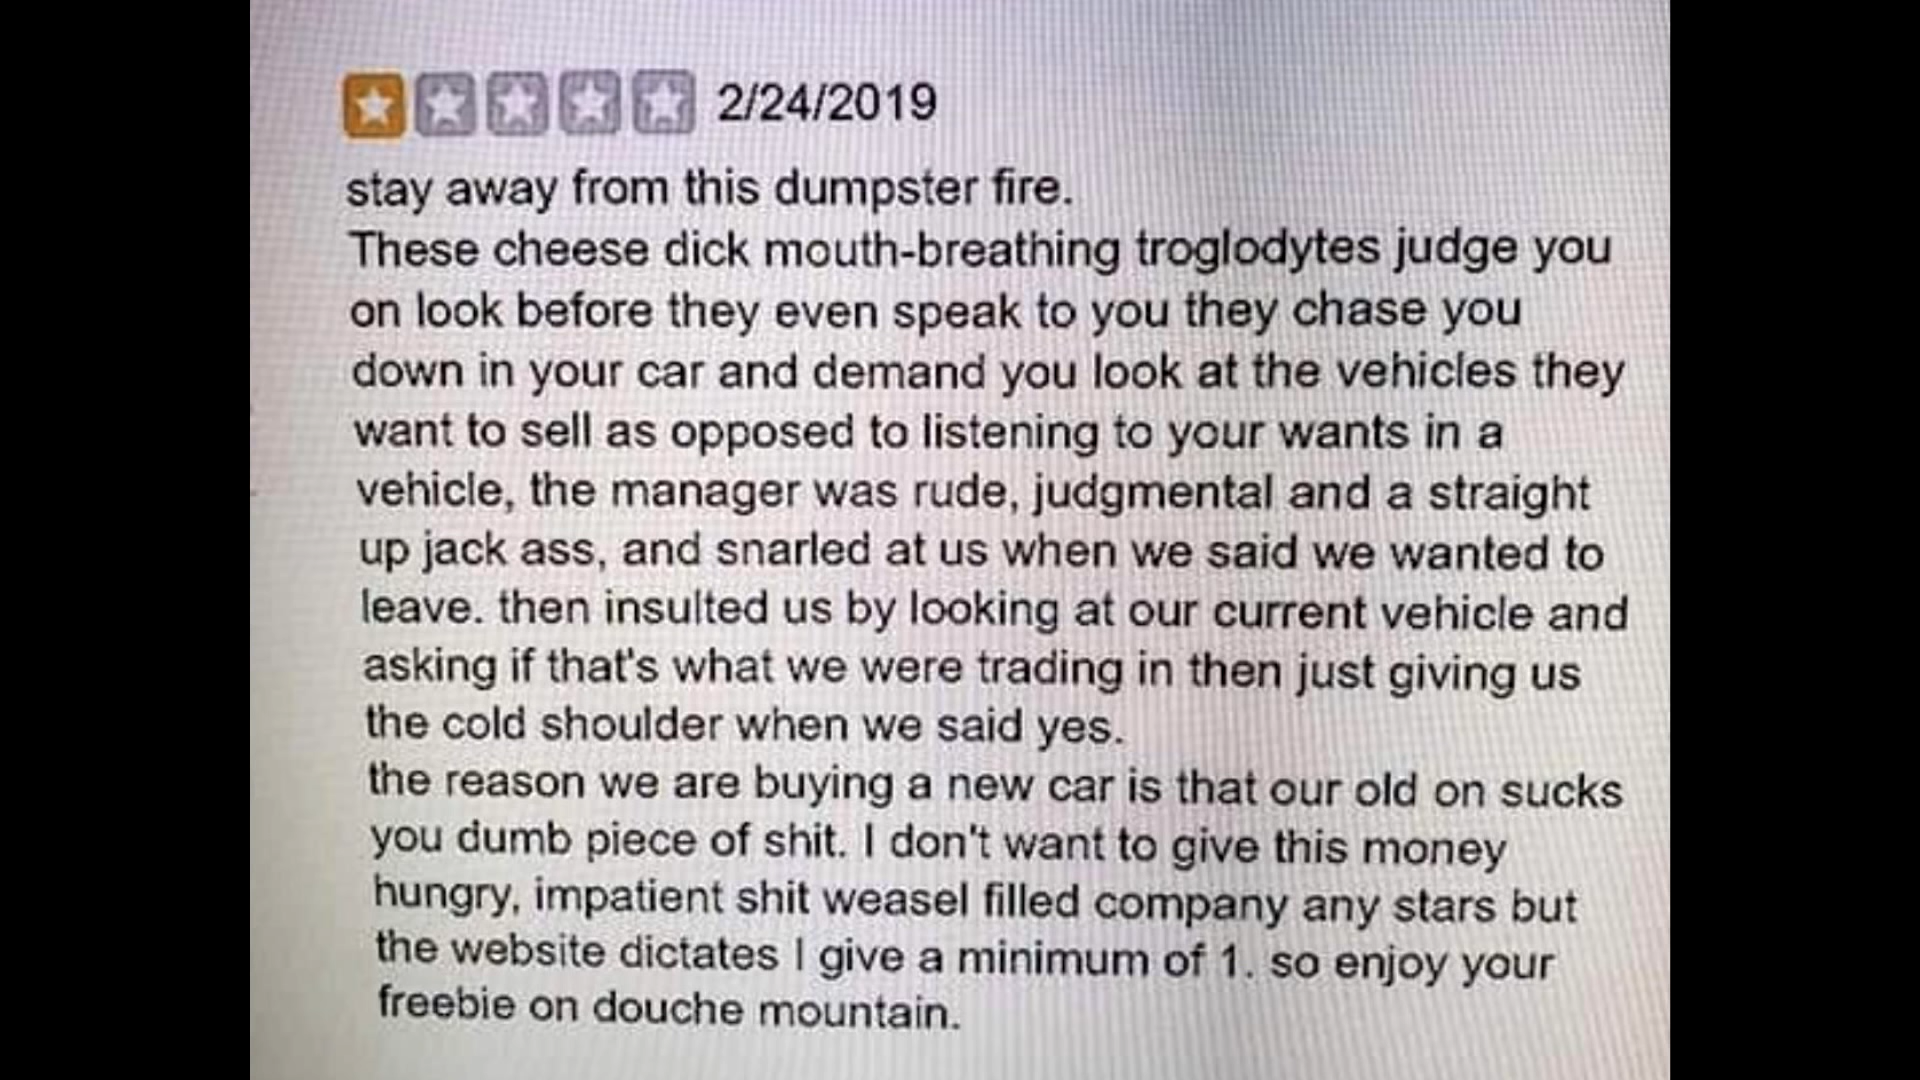 2/24/2019
stay away from this dumpster fire.
These cheese dick mouth-breathing troglodytes judge you
on look before they even speak to you they chase you
down in your car and demand you look at the vehicles they
want to sell as opposed to listening to your wants in a
vehicle, the manager was rude, judgmental and a straight
up jack ass, and snarled at us when we said we wanted to
leave. then insulted us by looking at our current vehicle and
asking if that's what we were trading in then just giving us
the cold shoulder when we said yes.
the reason we are buying a new car is that our old on sucks
you dumb piece of shit. I don't want to give this money
hungry, impatient shit weasel filled company any stars but
the website dictates I give a minimum of 1. so enjoy your
freebie on douche mountain.